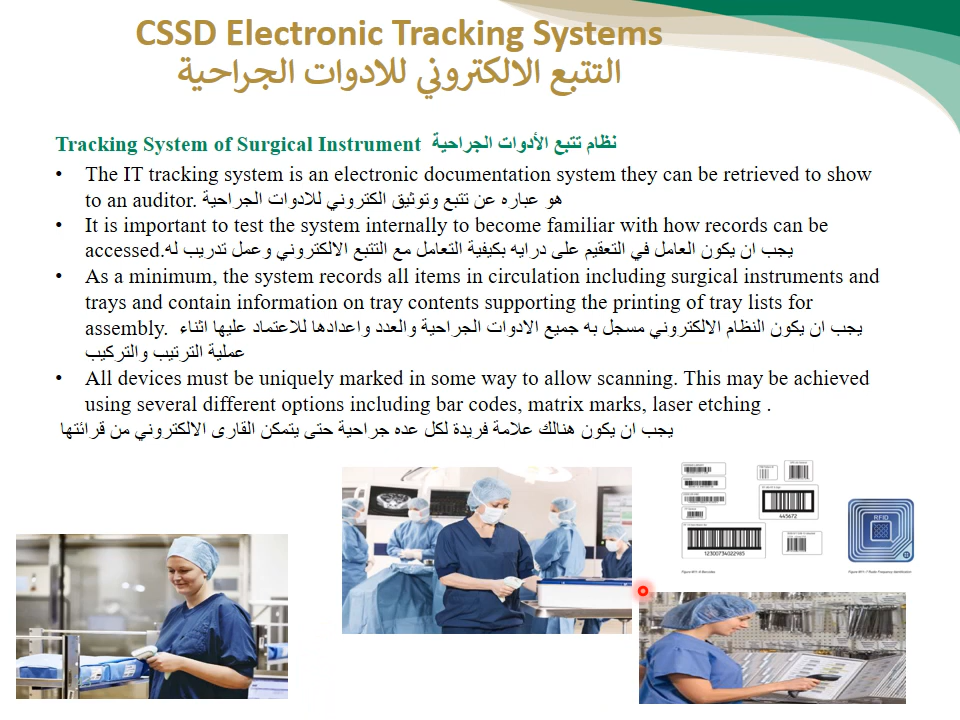 CSSD Electronic Tracking Systems
التتبع الالكتروني للادوات الجراحية
Tracking System of Surgical Instrument نظام تتبع الأدوات الجراحية
• The IT tracking system is an electronic documentation system they can be retrieved to show
to an auditor. هو عباره عن تتبع وتوثيق الكتروني للادوات الجراحية
• It is important to test the system internally to become familiar with how records can be
accessed.يجب ان يكون العامل في التعقيم على درايه بكيفية التعامل مع التتبع الالكتروني وعمل تدريب له
• As a minimum, the system records all items in circulation including surgical instruments and
trays and contain information on tray contents supporting the printing of tray lists for
assembly. يجب ان يكون النظام الالكتروني مسجل به جميع الادوات الجراحية والعدد واعدادها للاعتماد عليها اثناء
عملية الترتيب والتركيب
• All devices must be uniquely marked in some way to allow scanning. This may be achieved
using several different options including bar codes, matrix marks, laser etching .
يجب ان يكون هنالك علامة فريدة لكل عده جراحية حتى يتمكن القارى الالكتروني من قرائتها
445672
RFID
12300734022965